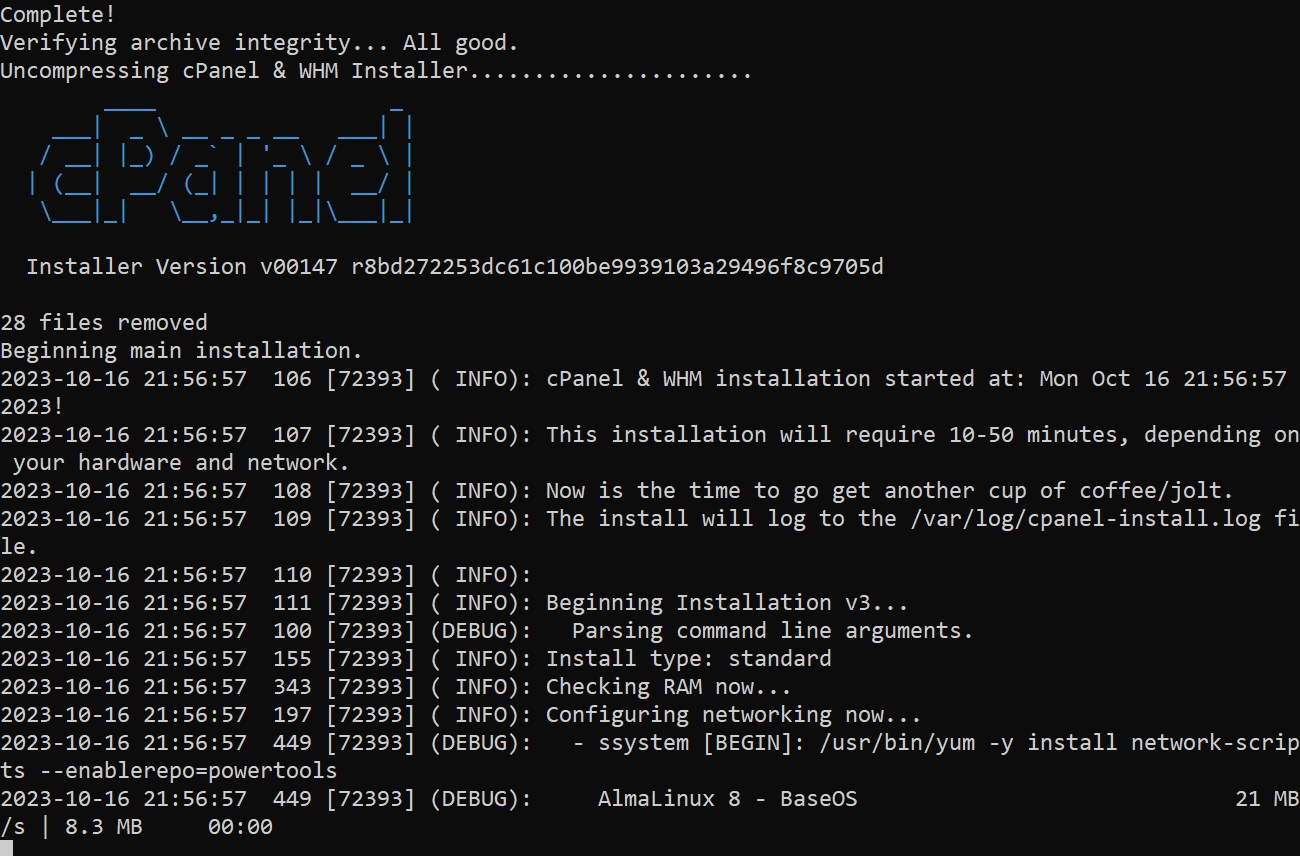 Complete!
Verifying archive integrity... All good.
Uncompressing cPanel & WHM Installer......................
cPanel
Installer Version v00147 r8bd272253dc61c100be9939103a29496f8c9705d
28 files removed
Beginning main installation.
2023-10-16 21:56:57  106 [72393] ( INFO): cPanel & WHM installation started at: Mon Oct 16 21:56:57
2023!
2023-10-16 21:56:57  107 [72393] ( INFO): This installation will require 10-50 minutes, depending on
 your hardware and network.
2023-10-16 21:56:57  108 [72393] ( INFO): Now is the time to go get another cup of coffee/jolt.
2023-10-16 21:56:57  109 [72393] ( INFO): The install will log to the /var/log/cpanel-install.log fi
le.
2023-10-16 21:56:57  110 [72393] ( INFO):
2023-10-16 21:56:57  111 [72393] ( INFO): Beginning Installation v3...
2023-10-16 21:56:57  100 [72393] (DEBUG):   Parsing command line arguments.
2023-10-16 21:56:57  155 [72393] ( INFO): Install type: standard
2023-10-16 21:56:57  343 [72393] ( INFO): Checking RAM now...
2023-10-16 21:56:57  197 [72393] ( INFO): Configuring networking now...
2023-10-16 21:56:57  449 [72393] (DEBUG):   - ssystem [BEGIN]: /usr/bin/yum -y install network-scrip
ts --enablerepo=powertools
2023-10-16 21:56:57  449 [72393] (DEBUG):     AlmaLinux 8 - BaseOS                             21 MB
/s | 8.3 MB     00:00